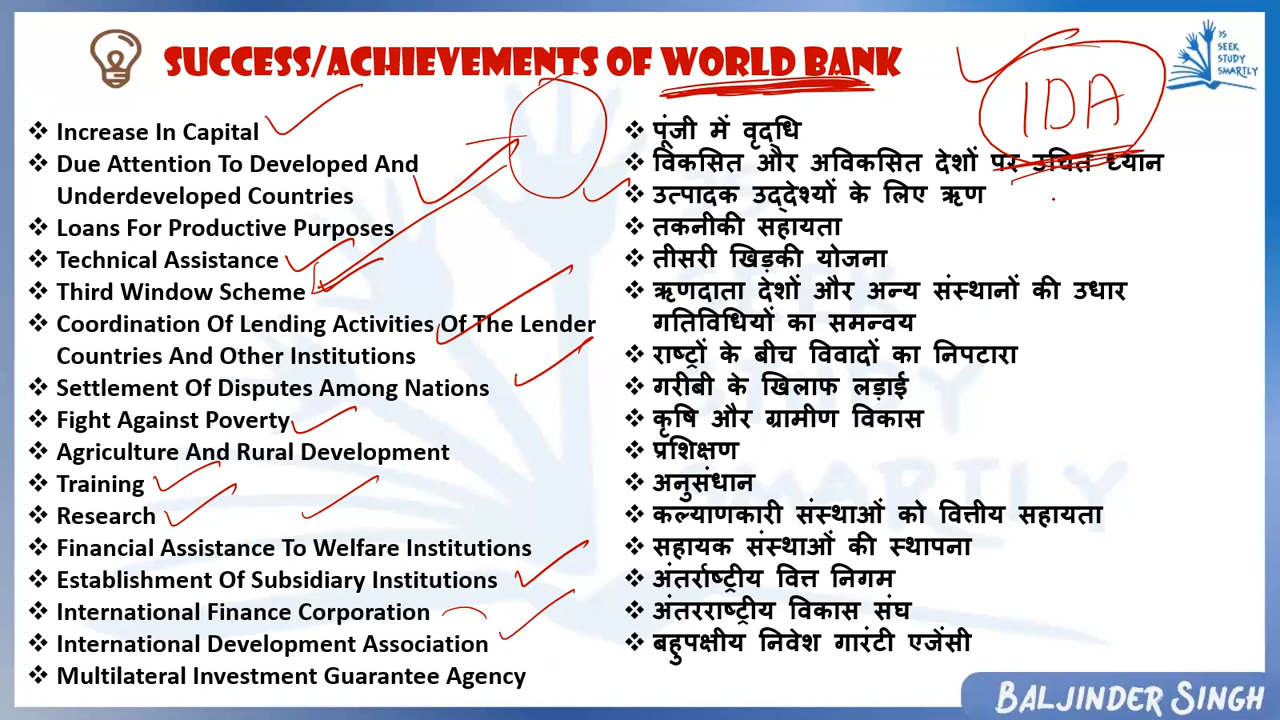 SUCCESS/ACHIEVEMENTS OF WORLD BANK
IDA
35
SEEK
STUDY
SMARTLY
❖ Increase In Capital
❖ Due Attention To Developed And
Underdeveloped Countries
❖ Loans For Productive Purposes
❖ Technical Assistance
❖ Third Window Scheme
❖ Coordination Of Lending Activities Of The Lender
Countries And Other Institutions
❖ Settlement Of Disputes Among Nations
❖ Fight Against Poverty
❖ Agriculture And Rural Development
❖ Training
❖ Research
❖ Financial Assistance To Welfare Institutions
❖ Establishment Of Subsidiary Institutions
❖ International Finance Corporation
❖ International Development Association
❖ Multilateral Investment Guarantee Agency
❖ पूंजी में वृद्धि
❖ विकसित और अविकसित देशों पर उचित ध्यान
❖ उत्पादक उद्देश्यों के लिए ऋण
❖ तकनीकी सहायता
❖ तीसरी खिड़की योजना
❖ ऋणदाता देशों और अन्य संस्थानों की उधार
गतिविधियों का समन्वय
❖ राष्ट्रों के बीच विवादों का निपटारा
❖ गरीबी के खिलाफ लड़ाई
❖ कृषि और ग्रामीण विकास
❖ प्रशिक्षण
❖ अनुसंधान
❖ कल्याणकारी संस्थाओं को वित्तीय सहायता
❖ सहायक संस्थाओं की स्थापना
❖ अंतर्राष्ट्रीय वित्त निगम
❖ अंतरराष्ट्रीय विकास संघ
❖ बहुपक्षीय निवेश गारंटी एजेंसी
BALJINDER SINGH